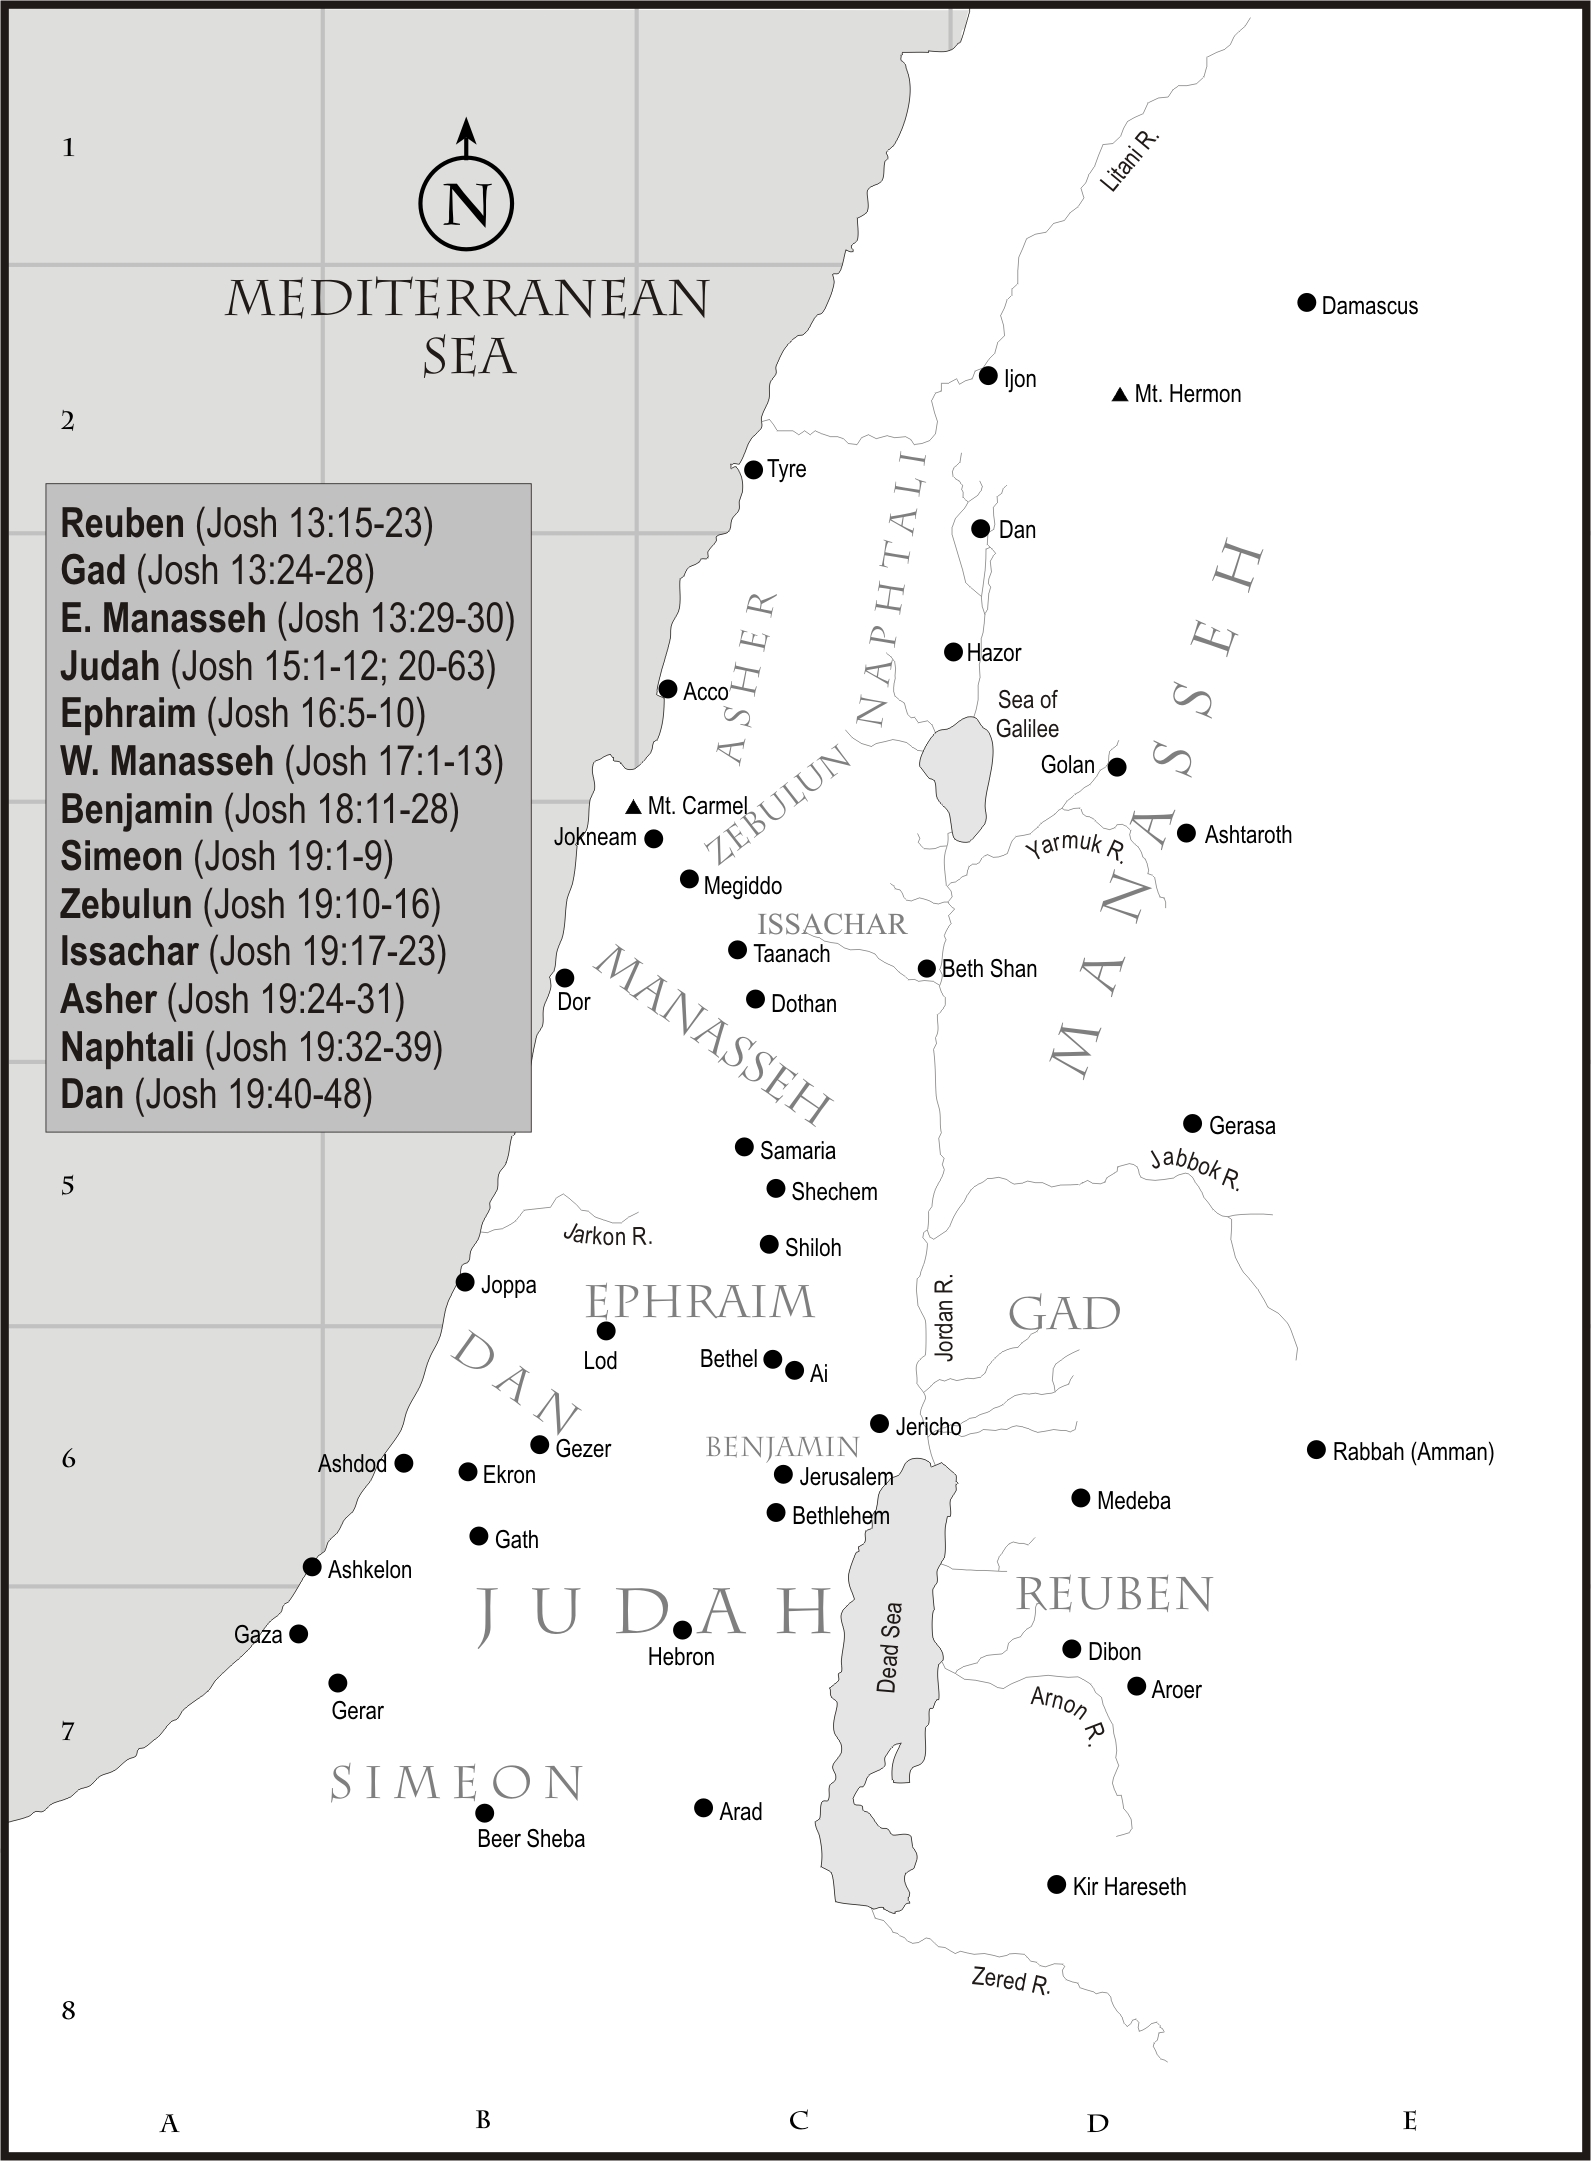 1
N
MEDITERRANEAN
SEA
Litani R.
Damascus
Ijon
Mt. Hermon
2
Tyre
NAPHTALI
Reuben (Josh 13:15-23)
Gad (Josh 13:24-28)
E. Manasseh (Josh 13:29-30)
Judah (Josh 15:1-12; 20-63)
Ephraim (Josh 16:5-10)
W. Manasseh (Josh 17:1-13)
Benjamin (Josh 18:11-28)
Simeon (Josh 19:1-9)
Zebulun (Josh 19:10-16)
Issachar (Josh 19:17-23)
Asher (Josh 19:24-31)
Naphtali (Josh 19:32-39)
Dan (Josh 19:40-48)
Dan
ASHER
Hazor
Acco
Sea of
Galilee
MANASSEH
Golan
ZEBULUN
Mt. Carmel
Jokneam
Yarmuk R.
Ashtaroth
Megiddo
ISSACHAR
Taanach
Beth Shan
Dor
MANASSEH
Dothan
Gerasa
Samaria
Jabbok R.
5
Shechem
Jarkon R.
Shiloh
Joppa
EPHRAIM
Jordan R.
GAD
Lod
Bethel
Ai
DAN
Jericho
6
Ashdod
Gezer
BENJAMIN
Rabbah (Amman)
Ekron
Jerusalem
Medeba
Bethlehem
Gath
Ashkelon
JUDAH
REUBEN
Gaza
Hebron
Dead Sea
Dibon
Gerar
Arnon R.
Aroer
7
SIMEON
Arad
Beer Sheba
Kir Hareseth
Zered R.
8
A
B
C
D
E